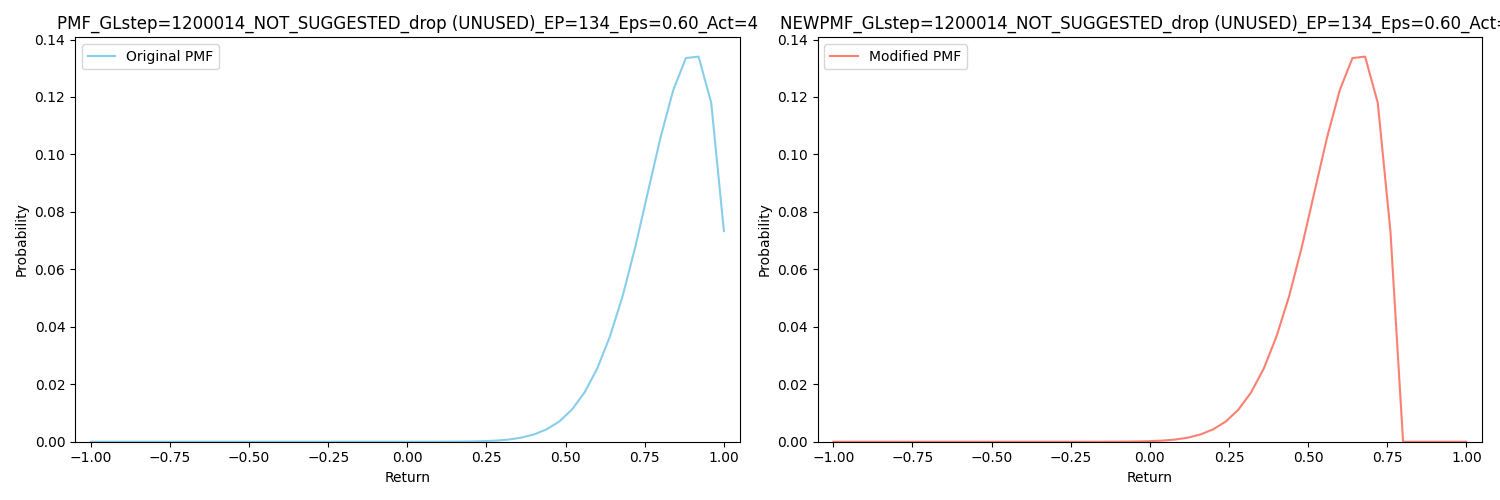 PMF_GLstep=1200014_NOT_SUGGESTED_drop (UNUSED)_EP=134_Eps=0.60_Act=4
Original PMF
Probability
0.14
0.12
0.10
0.08
0.06
0.04
0.02
0.00
−1.00 −0.75 −0.50 −0.25 0.00 0.25 0.50 0.75 1.00
Return
NEWPMF_GLstep=1200014_NOT_SUGGESTED_drop (UNUSED)_EP=134_Eps=0.60_Act=
Modified PMF
Probability
0.14
0.12
0.10
0.08
0.06
0.04
0.02
0.00
−1.00 −0.75 −0.50 −0.25 0.00 0.25 0.50 0.75 1.00
Return